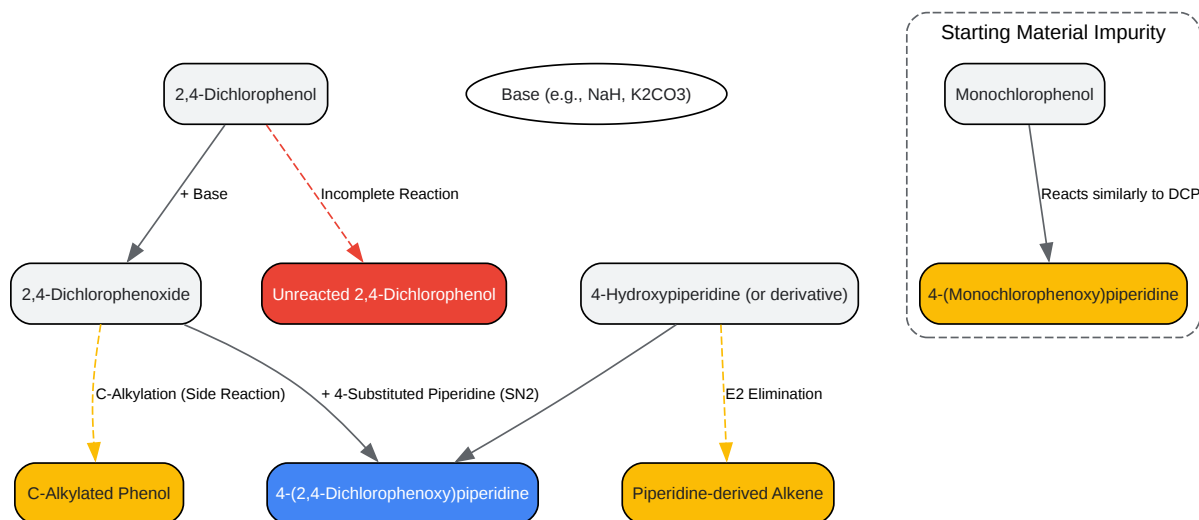 Starting Material Impurity
2,4-Dichlorophenol
Base (e.g., NaH, K2CO3)
Monochlorophenol
+ Base
Incomplete Reaction
Reacts similarly to DCP
2,4-Dichlorophenoxide
Unreacted 2,4-Dichlorophenol
4-Hydroxypiperidine (or derivative)
4-(Monochlorophenoxy)piperidine
C-Alkylation (Side Reaction)
+ 4-Substituted Piperidine (SN2)
E2 Elimination
C-Alkylated Phenol
4-(2,4-Dichlorophenoxy)piperidine
Piperidine-derived Alkene